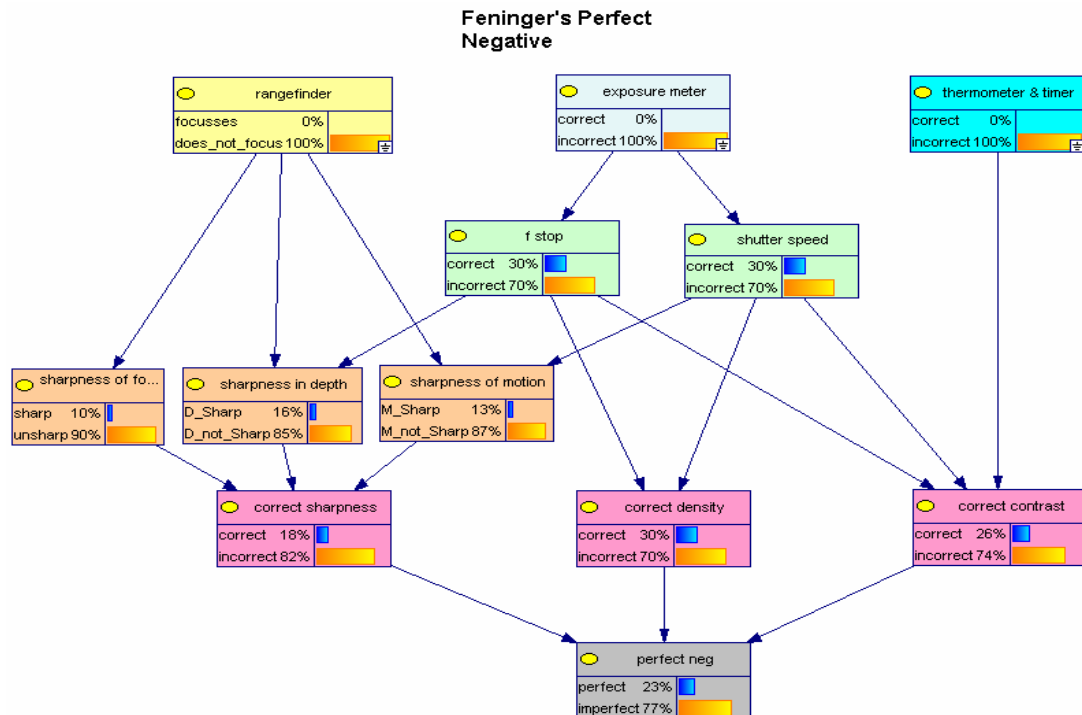 Feninger's Perfect
Negative
rangefinder
focusses 0%
does_not_focus 100%
exposure meter
correct 0%
incorrect 100%
thermometer & timer
correct 0%
incorrect 100%
f stop
correct 30%
incorrect 70%
shutter speed
correct 30%
incorrect 70%
sharpness of fo...
sharp 10%
unsharp 90%
sharpness in depth
D_Sharp 16%
D_not_Sharp 85%
sharpness of motion
M_Sharp 13%
M_not_Sharp 87%
correct sharpness
correct 18%
incorrect 82%
correct density
correct 30%
incorrect 70%
correct contrast
correct 26%
incorrect 74%
perfect neg
perfect 23%
imperfect 77%